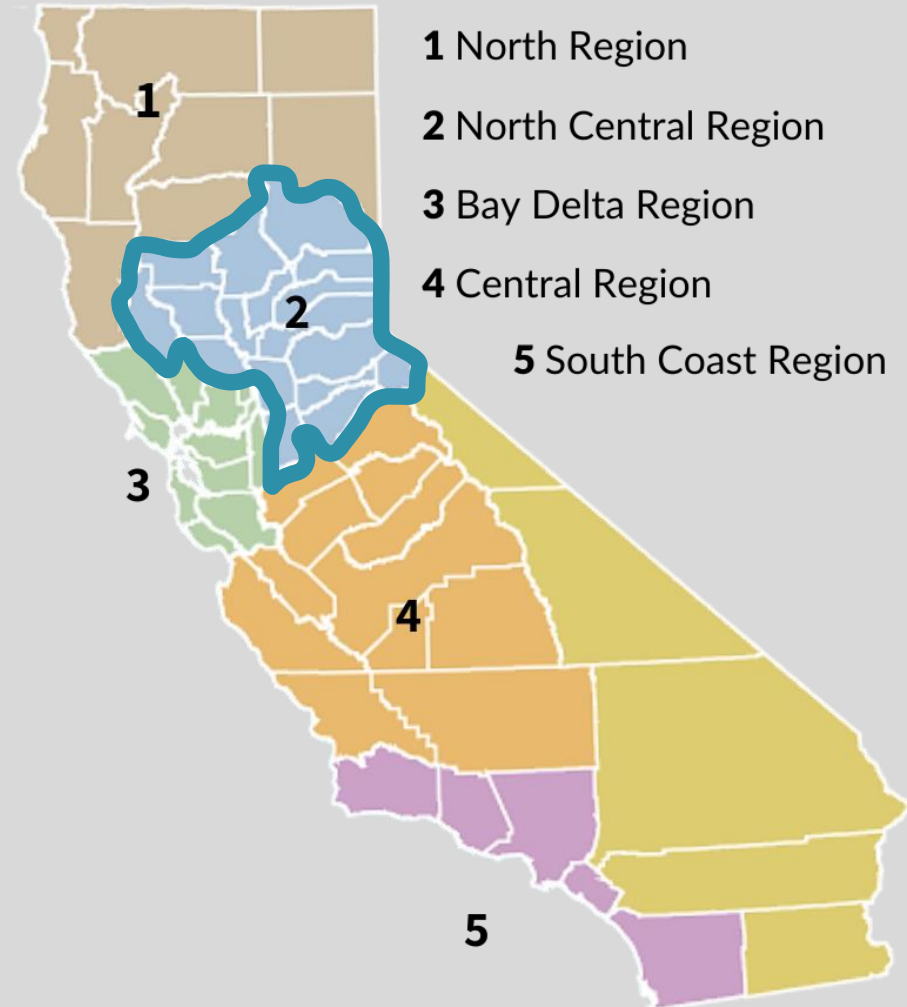 1 North Region
2 North Central Region
3 Bay Delta Region
4 Central Region
5 South Coast Region
1
2
3
4
5